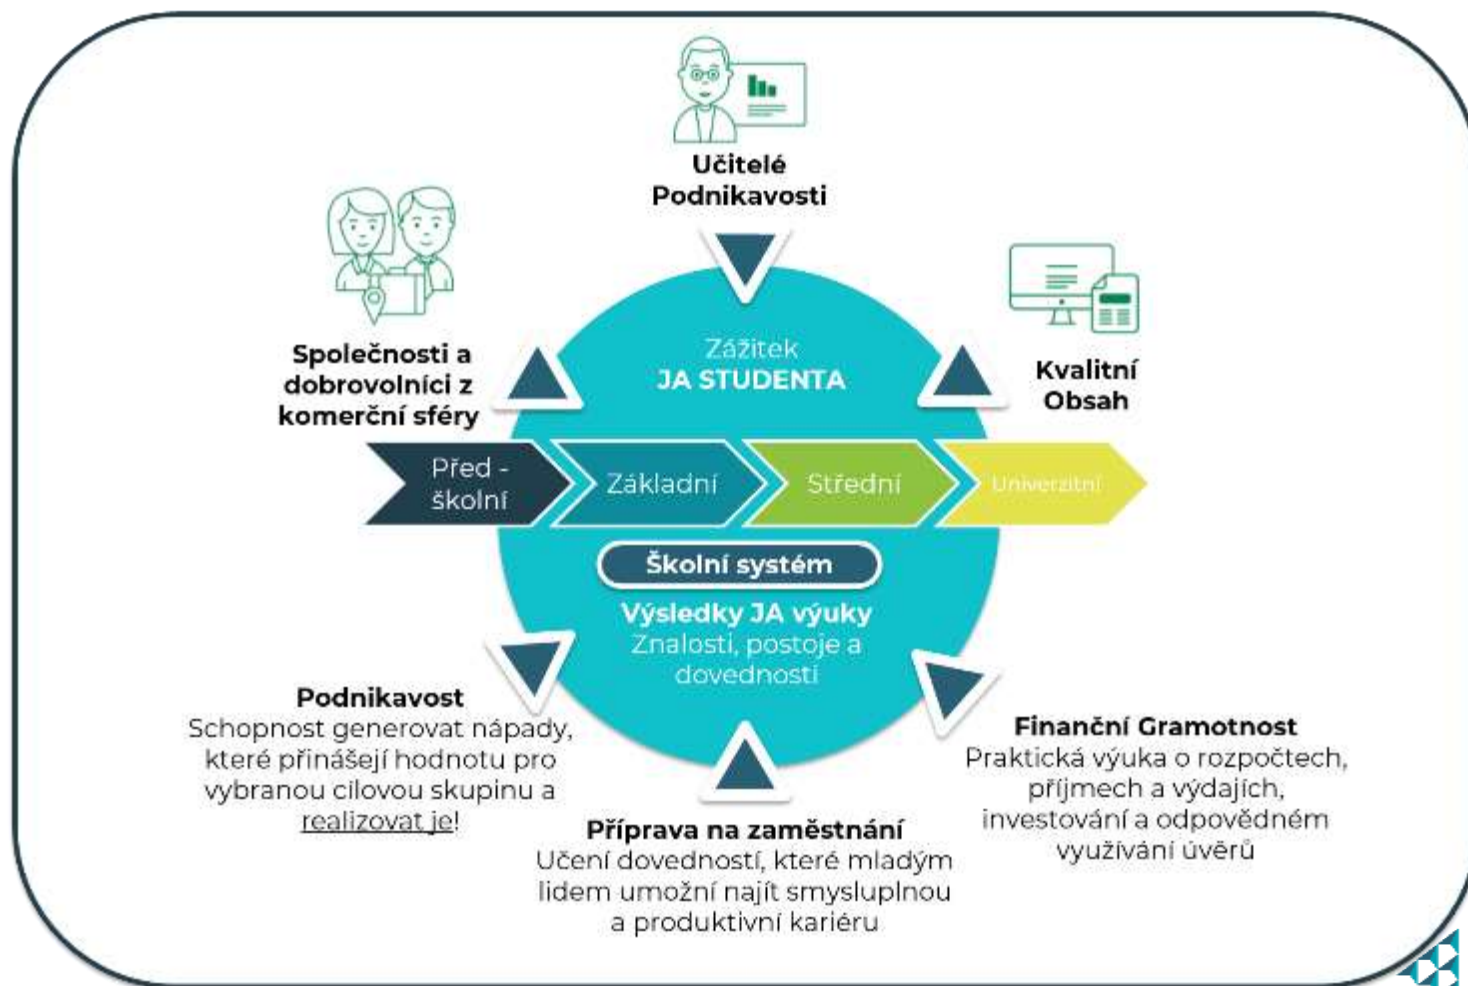 Učitelé
Podnikavosti
Společnosti a
dobrovolníci z
komerční sféry
Kvalitní
Obsah
Zážitek
JA STUDENTA
Před -
školní
Základní
Střední
Univerzitní
Školní systém
Výsledky JA výuky
Znalosti, postoje a
dovednosti
Podnikavost
Schopnost generovat nápady,
které přinášejí hodnotu pro
vybranou cílovou skupinu a
realizovat je!
Příprava na zaměstnání
Učení dovedností, které mladým
lidem umožní najít smysluplnou
a produktivní kariéru
Finanční Gramotnost
Praktická výuka o rozpočtech,
příjmech a výdajích,
investování a odpovědném
využívání úvěrů